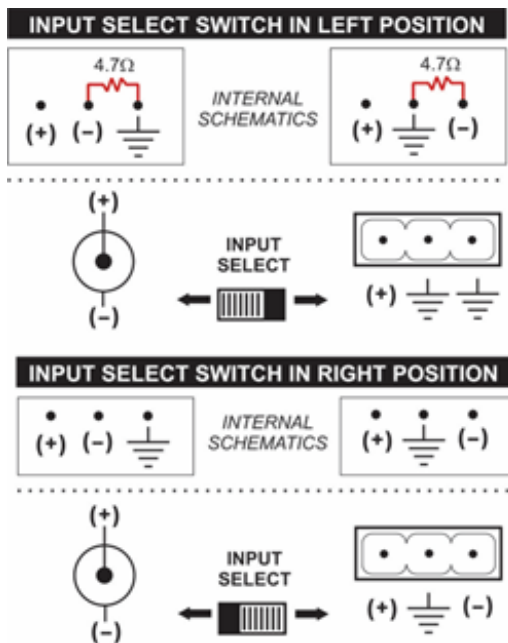 INPUT SELECT SWITCH IN LEFT POSITION
4.7Ω
(+) (−)
INTERNAL
SCHEMATICS
4.7Ω
(+) (−)
(+)
(−)
INPUT
SELECT
(+)
INPUT SELECT SWITCH IN RIGHT POSITION
(+) (−)
INTERNAL
SCHEMATICS
(+) (−)
(+)
(−)
INPUT
SELECT
(+) (−)